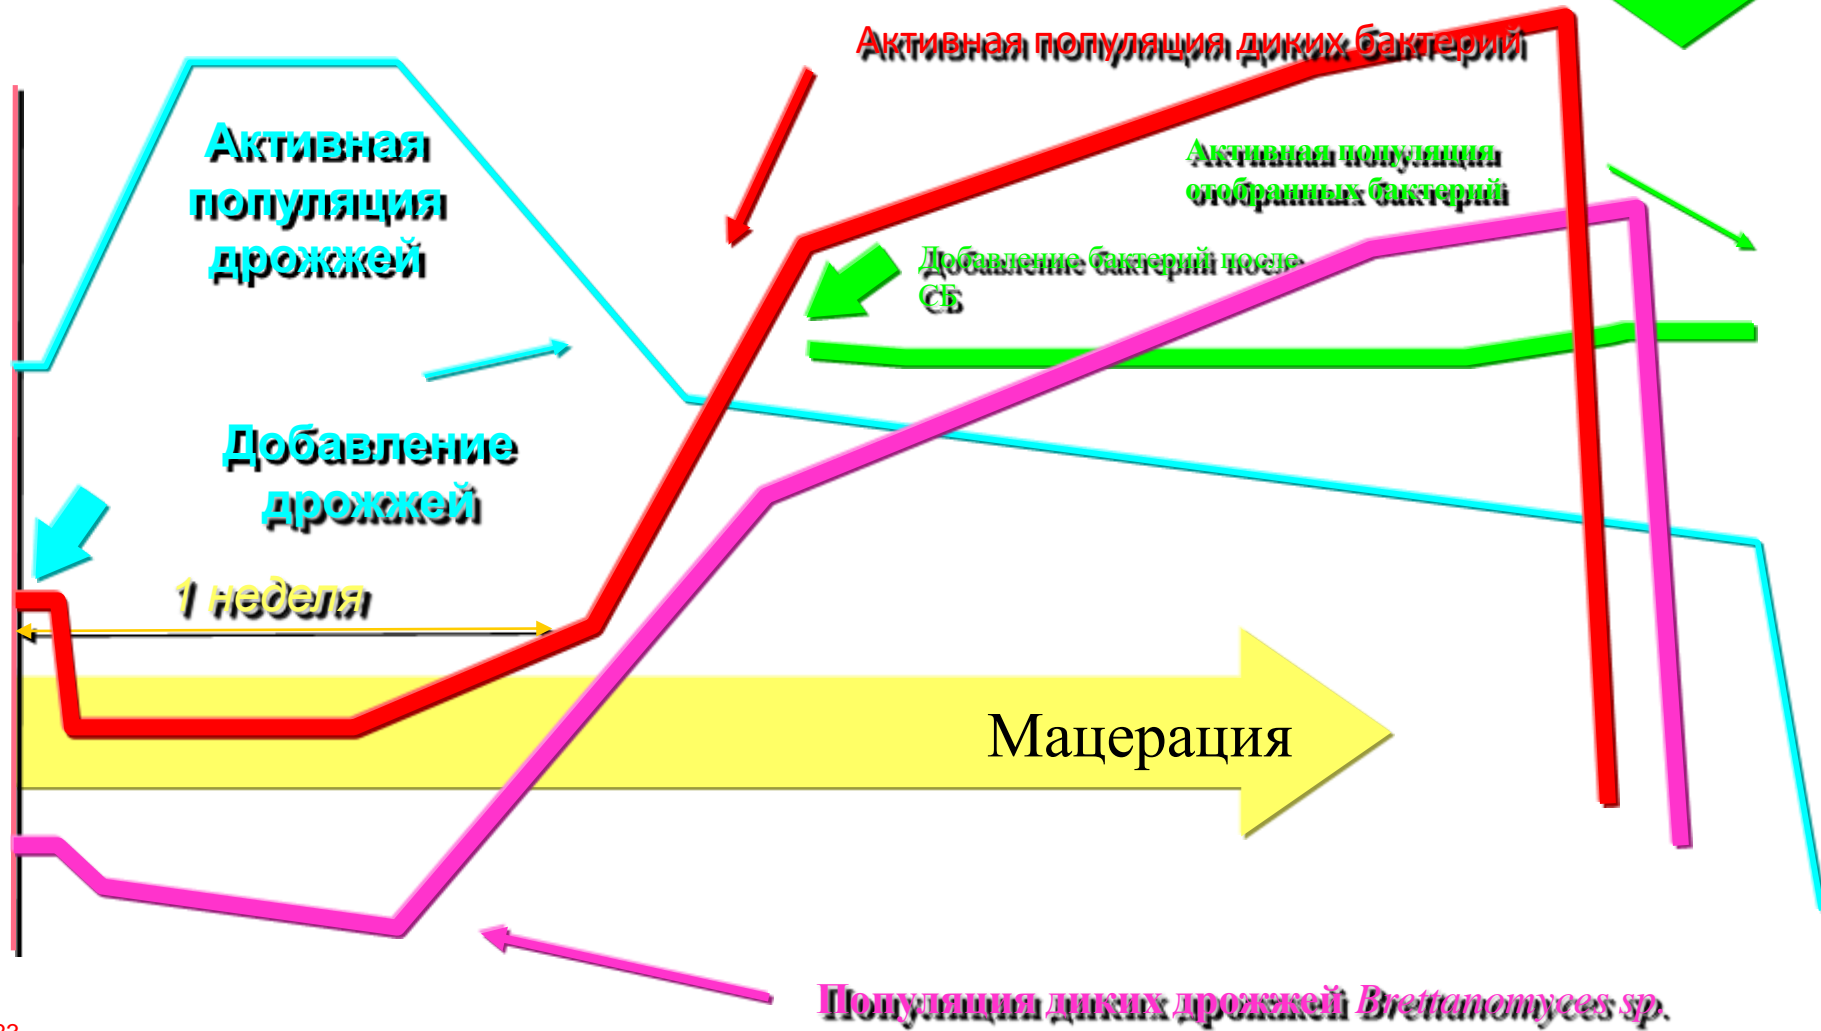 Активная популяция диких бактерий
Активная
популяция
дрожжей
Активная популяция
отобранных бактерий
Добавление бактерий после
СБ
Добавление
дрожжей
1 неделя
Мацерация
Популяция диких дрожжей Brettanomyces sp.